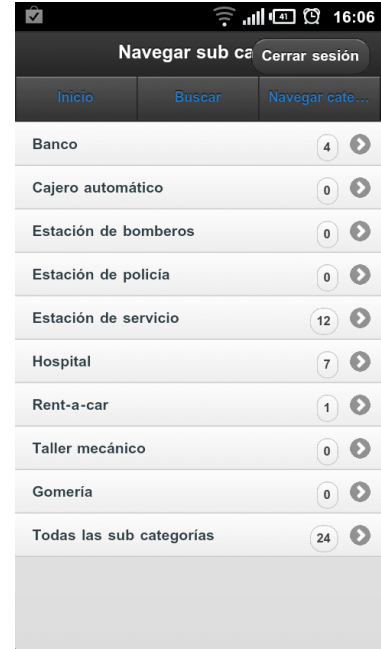 41 16:06
Navegar sub ca Cerrar sesión
Inicio Buscar Navegar cate...
Banco 4
Cajero automático 0
Estación de bomberos 0
Estación de policía 0
Estación de servicio 12
Hospital 7
Rent-a-car 1
Taller mecánico 0
Gomería 0
Todas las sub categorías 24